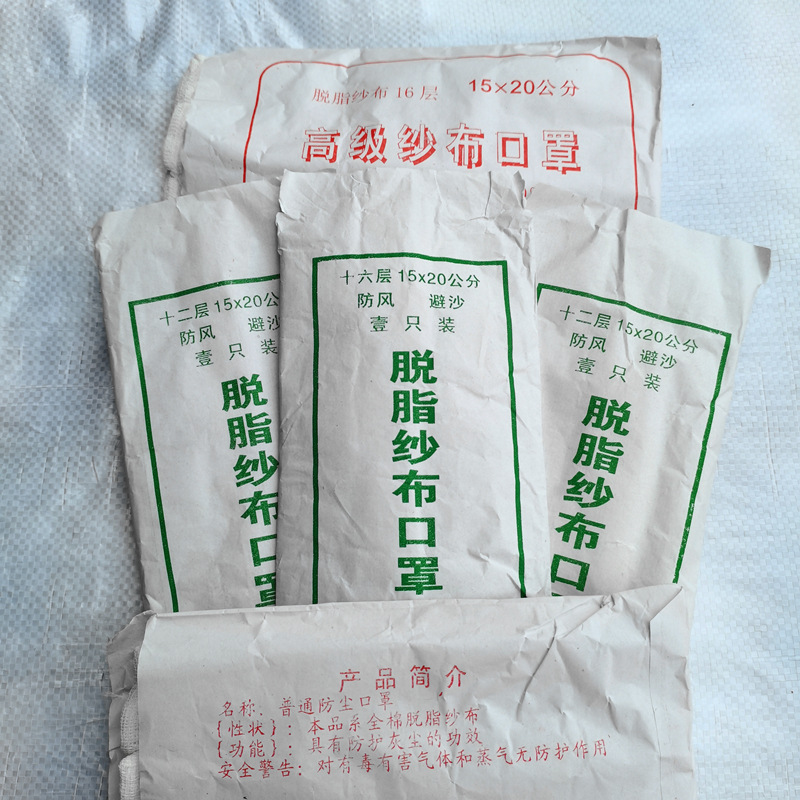 脱脂纱布16层 15×20公分
高级纱布口罩
十二层15×20公分
防风 避沙
壹只装
脱脂纱布口罩
十六层15×20公分
防风 避沙
壹只装
脱脂纱布口罩
十二层15×20公分
防风 避沙
壹只装
脱脂纱布口
产品简介
名称：普通防尘口罩
{性状}：本品系全棉脱脂纱布
{功能}：具有防护灰尘的功效
安全警告：对有毒有害气体和蒸气无防护作用